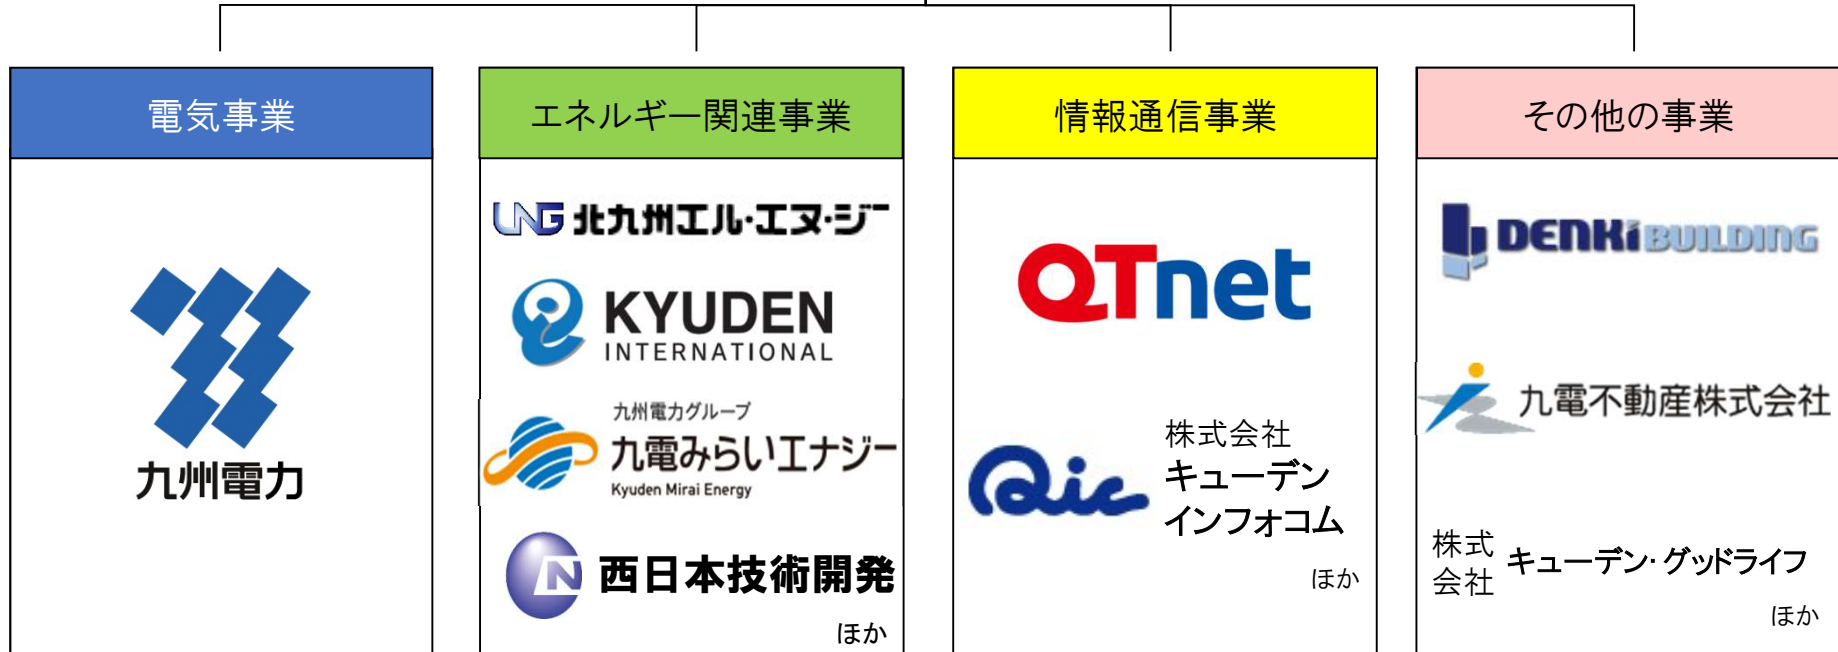 電気事業
九州電力
エネルギー関連事業
LNG 北九州エル・エヌ・ジー
KYUDEN
INTERNATIONAL
九州電力グループ
九電みらいエナジー
Kyuden Mirai Energy
N 西日本技術開発
ほか
情報通信事業
QTnet
Qic
株式会社
キューデン
インフォコム
ほか
その他の事業
DENKi BUILDING
九電不動産株式会社
株式
会社
キューデン・グッドライフ
ほか